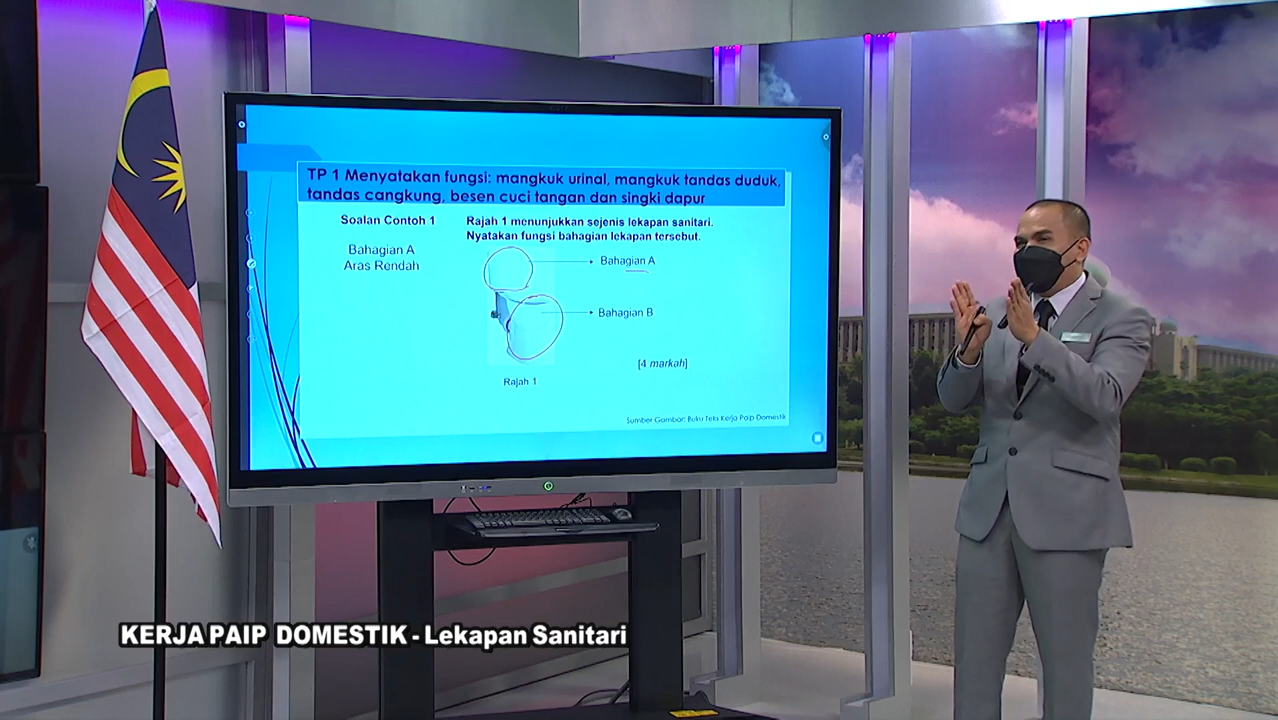 TP 1 Menyatakan fungsi: mangkuk urinal, mangkuk tandas duduk,
tandas cangkung, besen cuci tangan dan singki dapur
Soalan Contoh 1
Bahagian A
Aras Rendah
Rajah 1 menunjukkan sejenis lekapan sanitari.
Nyatakan fungsi bahagian lekapan tersebut.
Bahagian A
Bahagian B
[4 markah]
Rajah 1
Sumber Gambar: Buku Teks Kerja Paip Domestik
KERJA PAIP DOMESTIK - Lekapan Sanitari